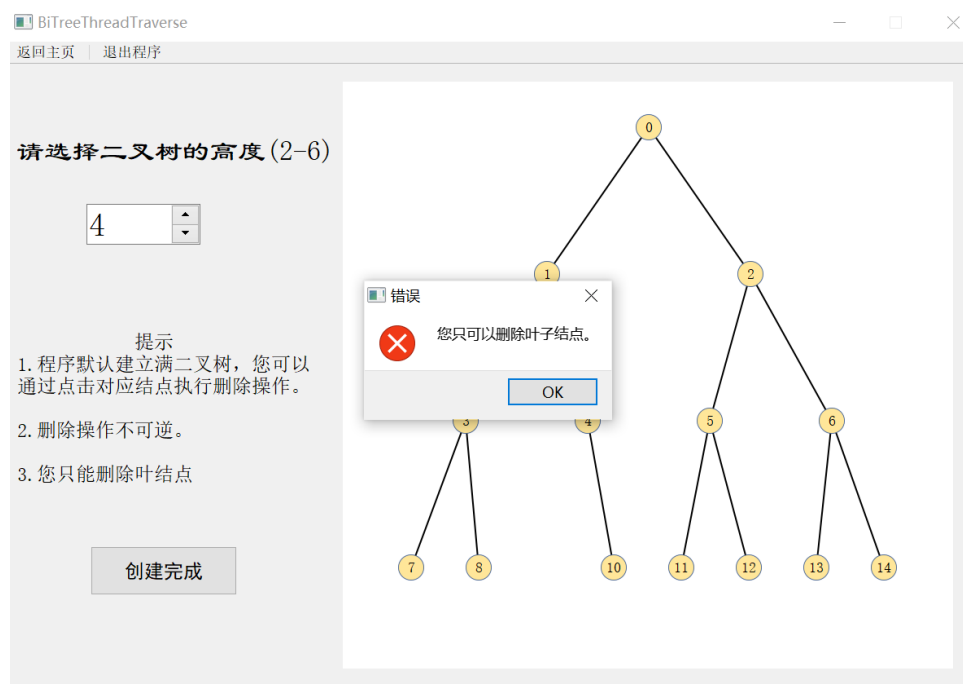 BiTreeThreadTraverse
返回主页 退出程序
请选择二叉树的高度(2-6)
4
提示
1.程序默认建立满二叉树，您可以
通过点击对应结点执行删除操作。
2.删除操作不可逆。
3.您只能删除叶结点
创建完成
0
1 2
错误
您只可以删除叶子结点。
OK
3 4 5 6
7 8 10 11 12 13 14